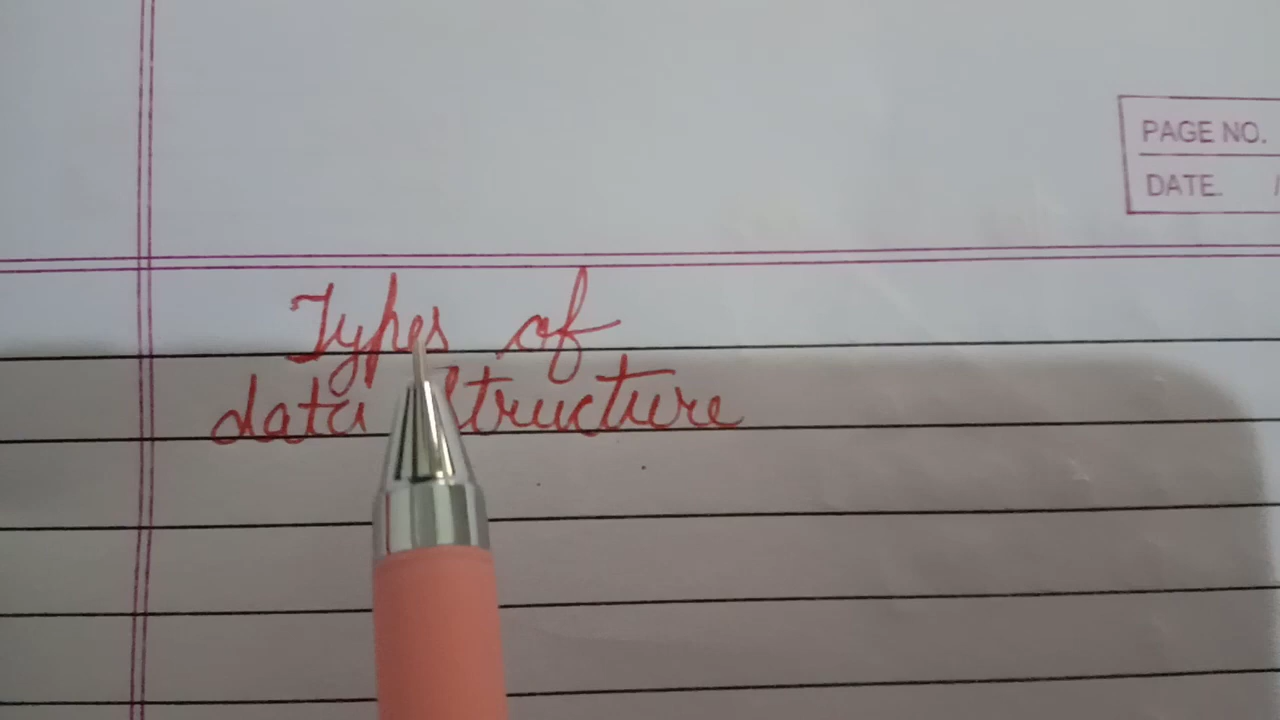 PAGE NO.
DATE. /
Types of
data structure